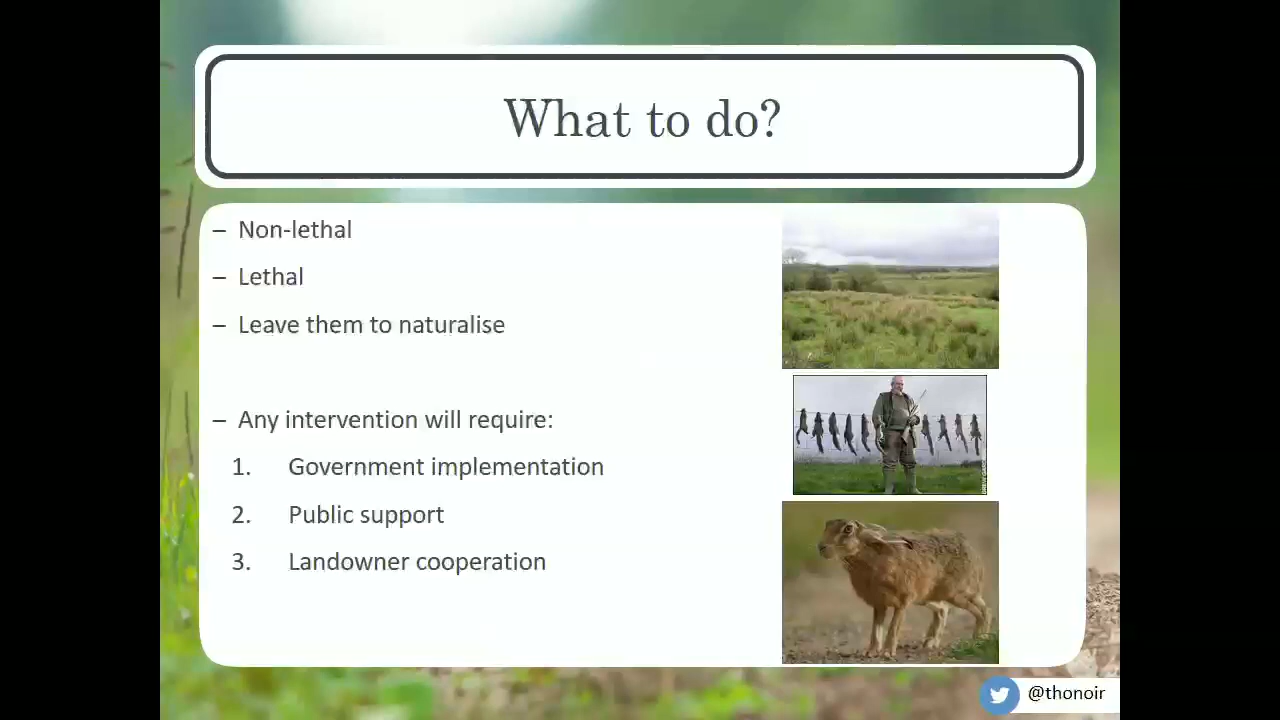 What to do?
– Non-lethal
– Lethal
– Leave them to naturalise
– Any intervention will require:
1. Government implementation
2. Public support
3. Landowner cooperation
@thonoir